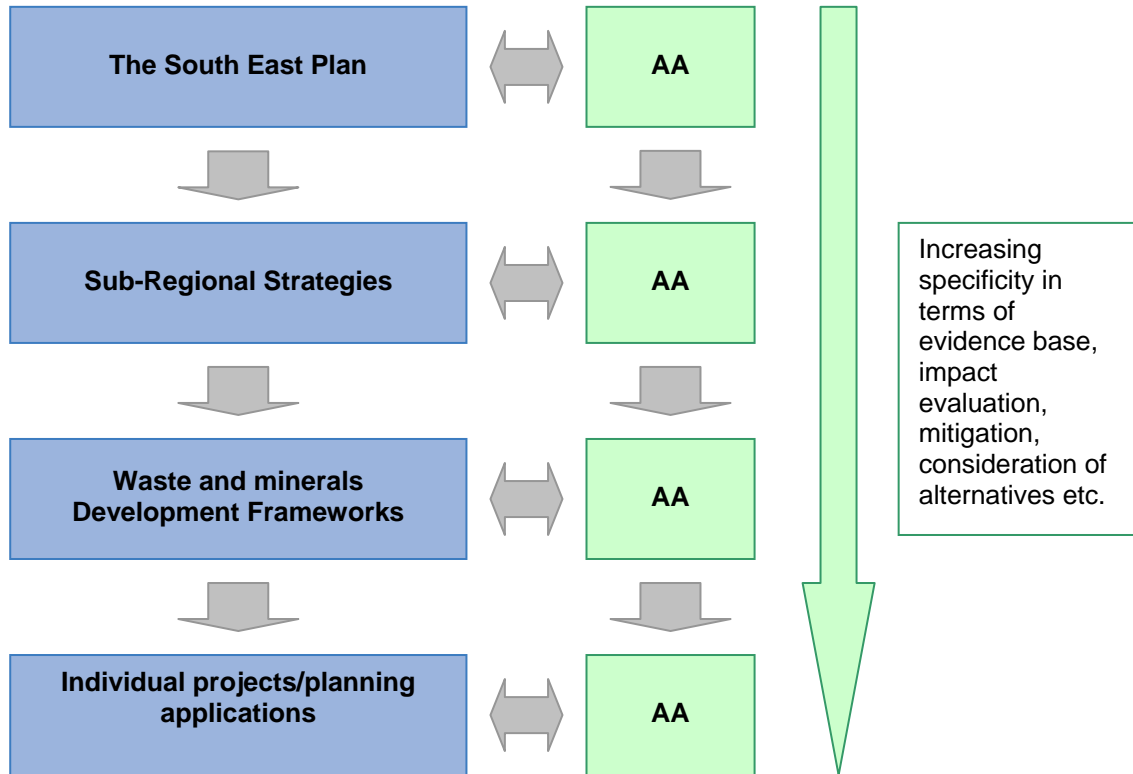 The South East Plan
AA
Sub-Regional Strategies
AA
Increasing
specificity in
terms of
evidence base,
impact
evaluation,
mitigation,
consideration of
alternatives etc.
Waste and minerals
Development Frameworks
AA
Individual projects/planning
applications
AA